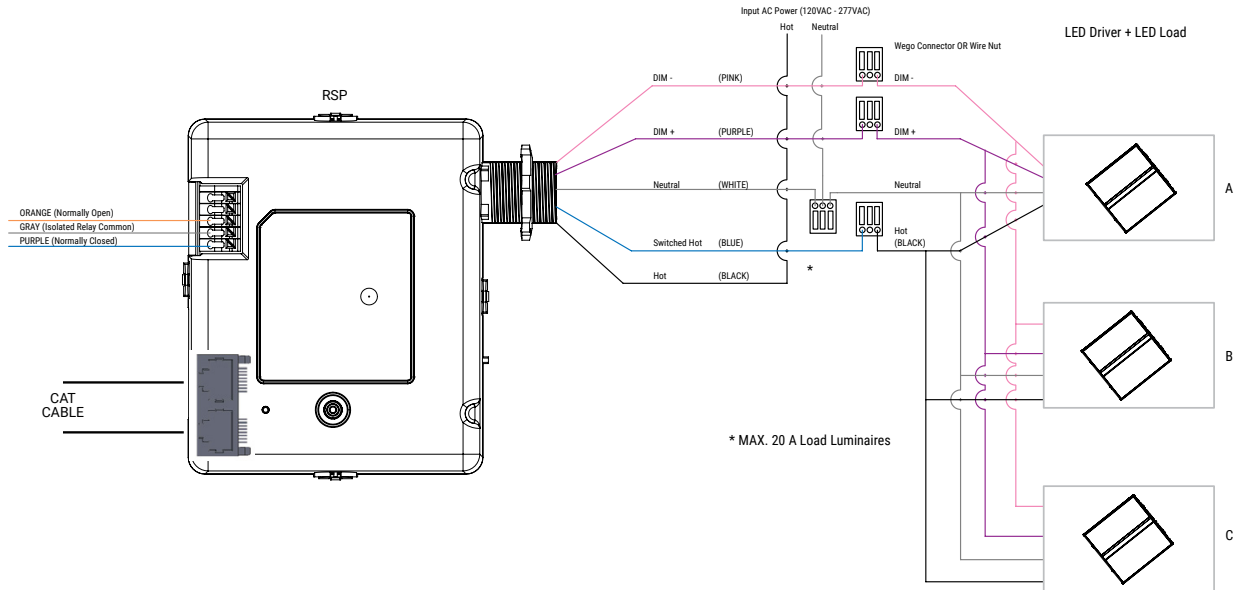 Input AC Power (120VAC - 277VAC)
Hot
Neutral
LED Driver + LED Load
Wego Connector OR Wire Nut
RSP
DIM -
(PINK)
DIM -
DIM +
(PURPLE)
DIM +
Neutral
(WHITE)
Neutral
A
ORANGE (Normally Open)
GRAY (Isolated Relay Common)
PURPLE (Normally Closed)
Switched Hot
(BLUE)
Hot
(BLACK)
*
Hot
(BLACK)
B
CAT
CABLE
* MAX. 20 A Load Luminaires
C